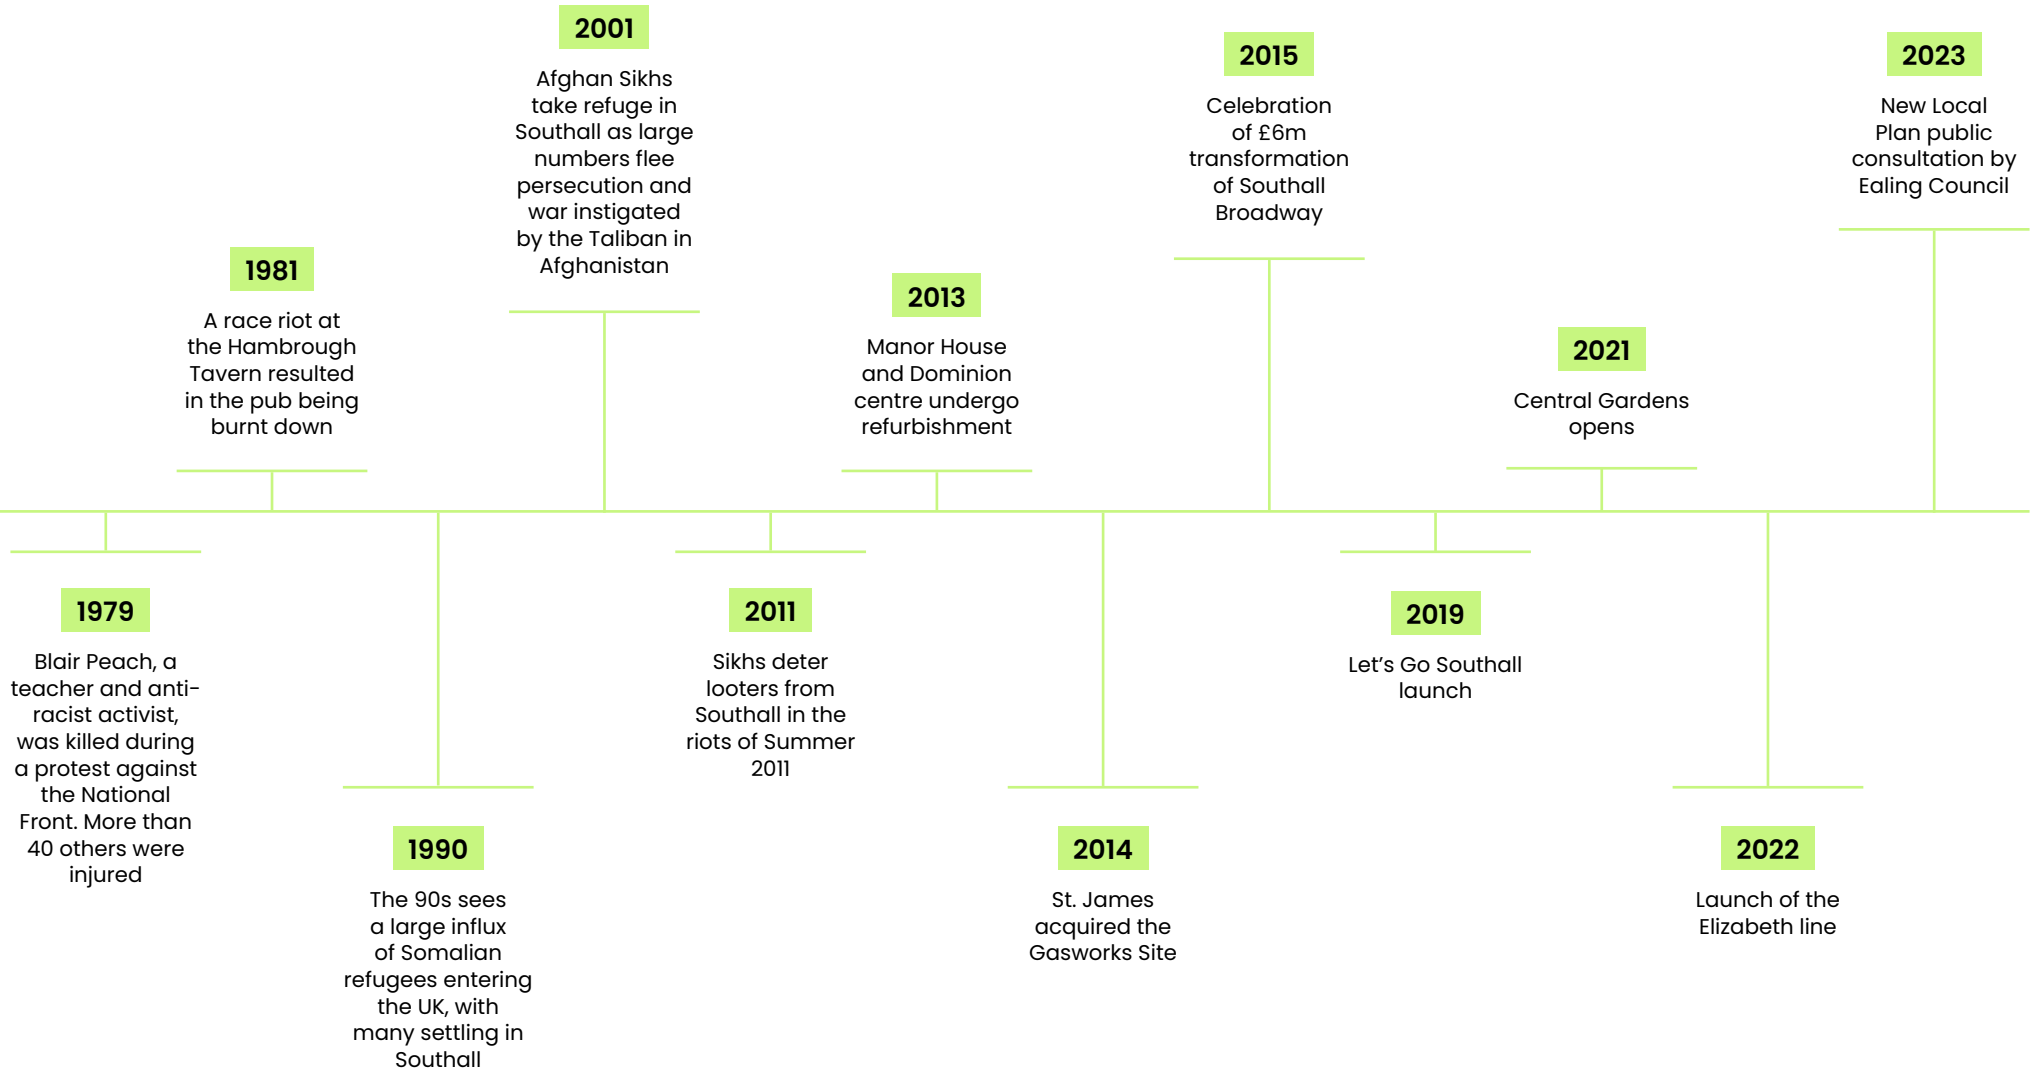 1979
Blair Peach, a
teacher and anti-
racist activist,
was killed during
a protest against
the National
Front. More than
40 others were
injured
1981
A race riot at
the Hambrough
Tavern resulted
in the pub being
burnt down
1990
The 90s sees
a large influx
of Somalian
refugees entering
the UK, with
many settling in
Southall
2001
Afghan Sikhs
take refuge in
Southall as large
numbers flee
persecution and
war instigated
by the Taliban in
Afghanistan
2011
Sikhs deter
looters from
Southall in the
riots of Summer
2011
2013
Manor House
and Dominion
centre undergo
refurbishment
2014
St. James
acquired the
Gasworks Site
2015
Celebration
of £6m
transformation
of Southall
Broadway
2019
Let’s Go Southall
launch
2021
Central Gardens
opens
2022
Launch of the
Elizabeth line
2023
New Local
Plan public
consultation by
Ealing Council